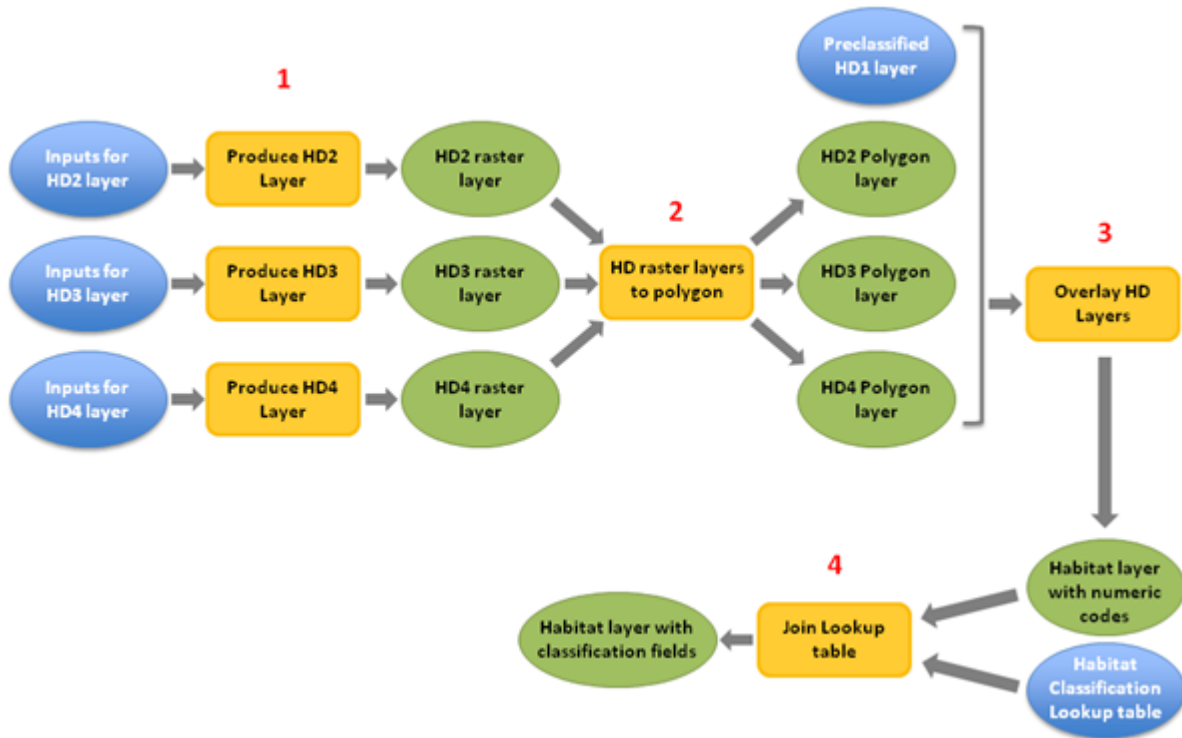 Preclassified
HD1 layer
1
Inputs for
HD2 layer
Produce HD2
Layer
HD2 raster
layer
HD2 Polygon
layer
2
3
Inputs for
HD3 layer
Produce HD3
Layer
HD3 raster
layer
HD raster layers
to polygon
HD3 Polygon
layer
Overlay HD
Layers
Inputs for
HD4 layer
Produce HD4
Layer
HD4 raster
layer
HD4 Polygon
layer
4
Habitat layer
with numeric
codes
Habitat layer with
classification fields
Join Lookup
table
Habitat
Classification
Lookup table